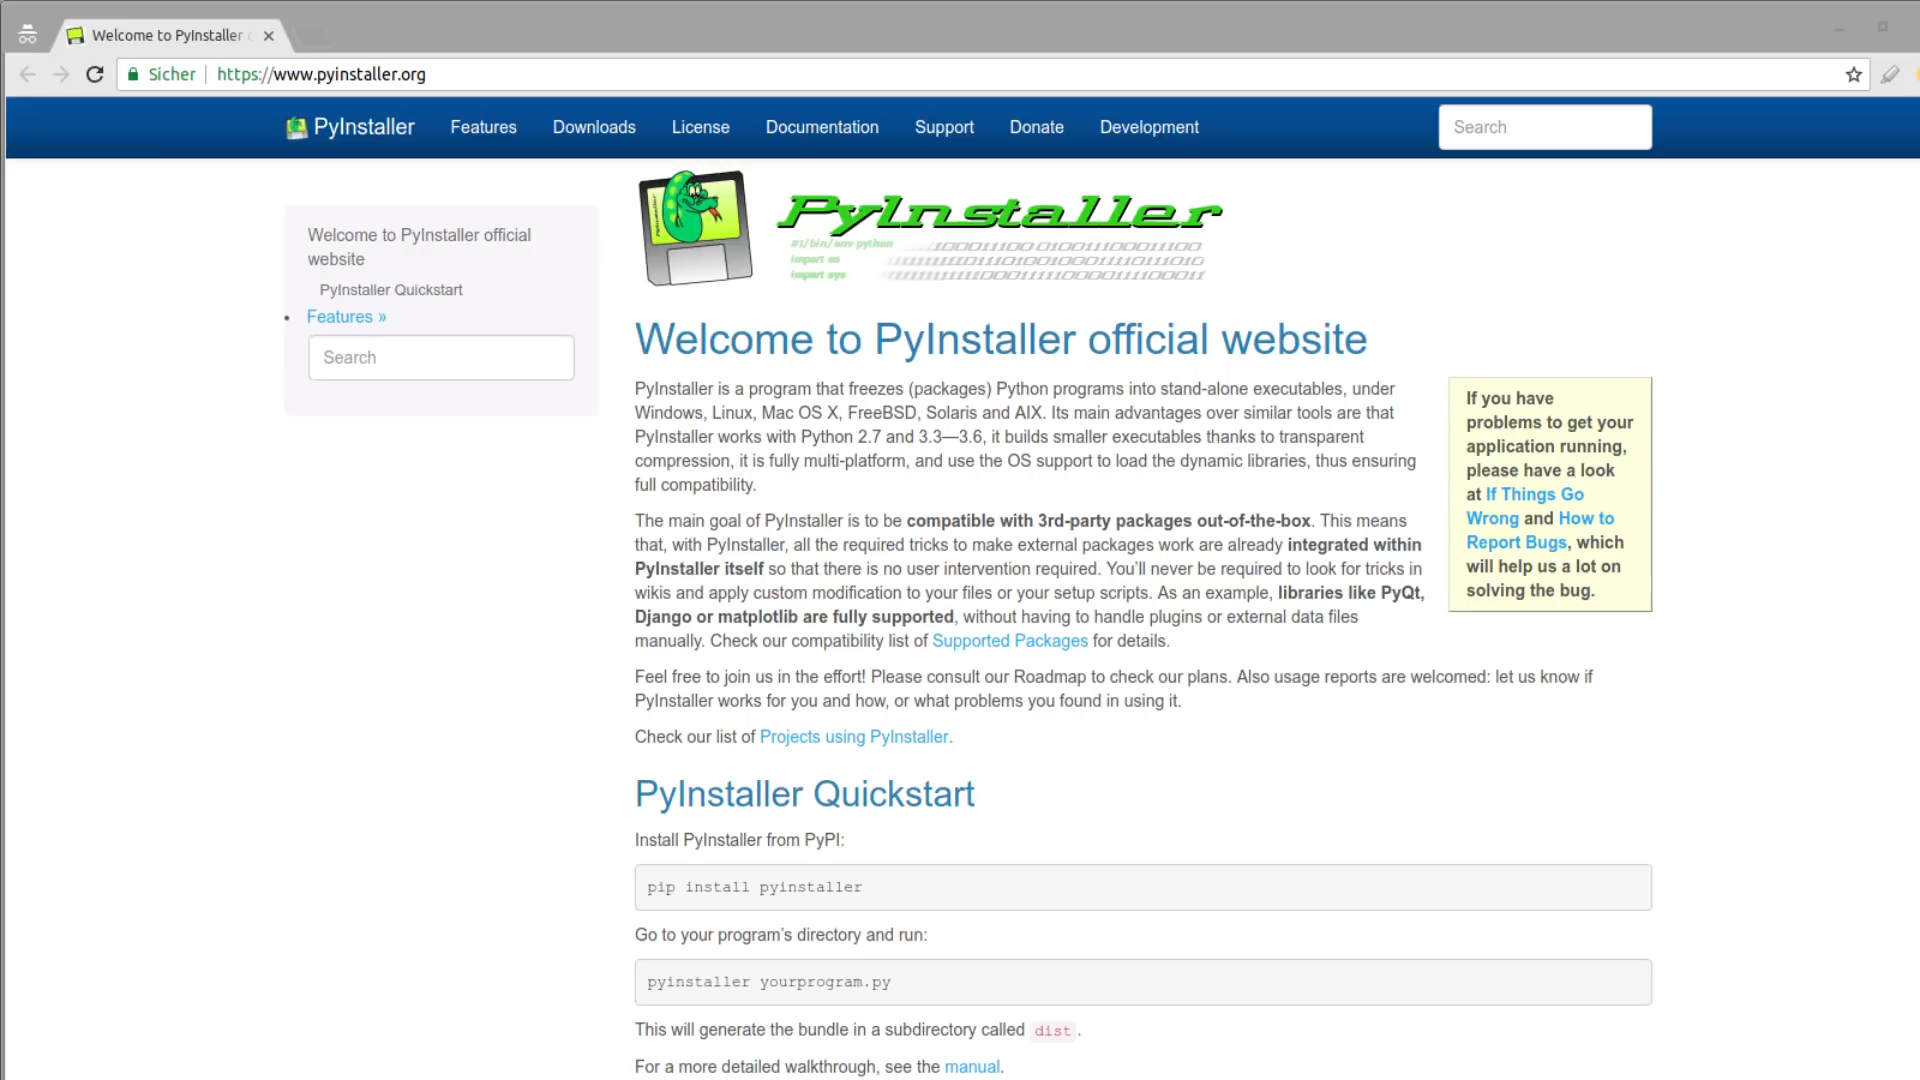 Welcome to PyInstaller
Sicher https://www.pyinstaller.org
PyInstaller Features Downloads License Documentation Support Donate Development Search
Welcome to PyInstaller official
website
PyInstaller Quickstart
Features »
Search
PyInstaller
#!/bin/env python
import os
import sys
Welcome to PyInstaller official website
PyInstaller is a program that freezes (packages) Python programs into stand-alone executables, under
Windows, Linux, Mac OS X, FreeBSD, Solaris and AIX. Its main advantages over similar tools are that
PyInstaller works with Python 2.7 and 3.3—3.6, it builds smaller executables thanks to transparent
compression, it is fully multi-platform, and use the OS support to load the dynamic libraries, thus ensuring
full compatibility.
If you have
problems to get your
application running,
please have a look
at If Things Go
Wrong and How to
Report Bugs, which
will help us a lot on
solving the bug.
The main goal of PyInstaller is to be compatible with 3rd-party packages out-of-the-box. This means
that, with PyInstaller, all the required tricks to make external packages work are already integrated within
PyInstaller itself so that there is no user intervention required. You’ll never be required to look for tricks in
wikis and apply custom modification to your files or your setup scripts. As an example, libraries like PyQt,
Django or matplotlib are fully supported, without having to handle plugins or external data files
manually. Check our compatibility list of Supported Packages for details.
Feel free to join us in the effort! Please consult our Roadmap to check our plans. Also usage reports are welcomed: let us know if
PyInstaller works for you and how, or what problems you found in using it.
Check our list of Projects using PyInstaller.
PyInstaller Quickstart
Install PyInstaller from PyPI:
pip install pyinstaller
Go to your program’s directory and run:
pyinstaller yourprogram.py
This will generate the bundle in a subdirectory called dist.
For a more detailed walkthrough, see the manual.